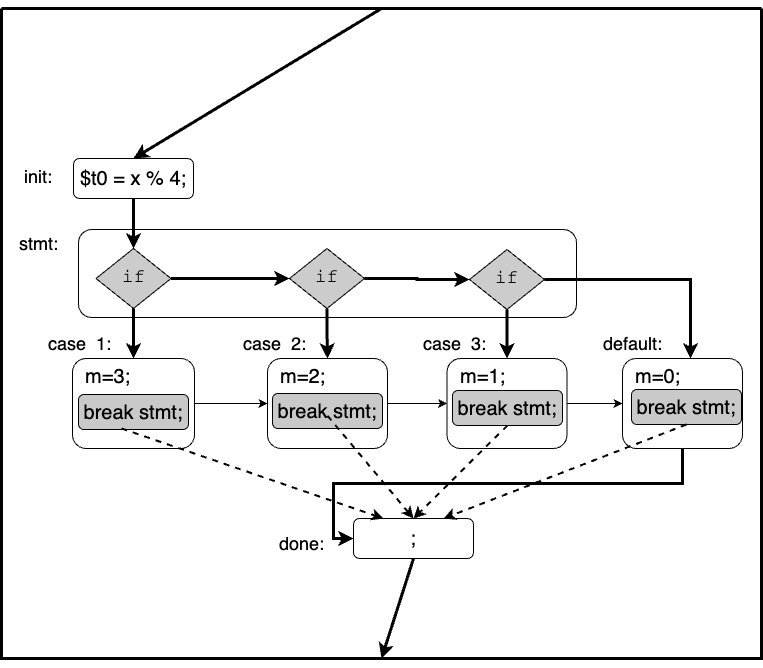 init:
$t0 = x % 4;
stmt:
if
if
if
case 1:
case 2:
case 3:
default:
m=3;
m=2;
m=1;
m=0;
break stmt;
break stmt;
break stmt;
break stmt;
done:
;